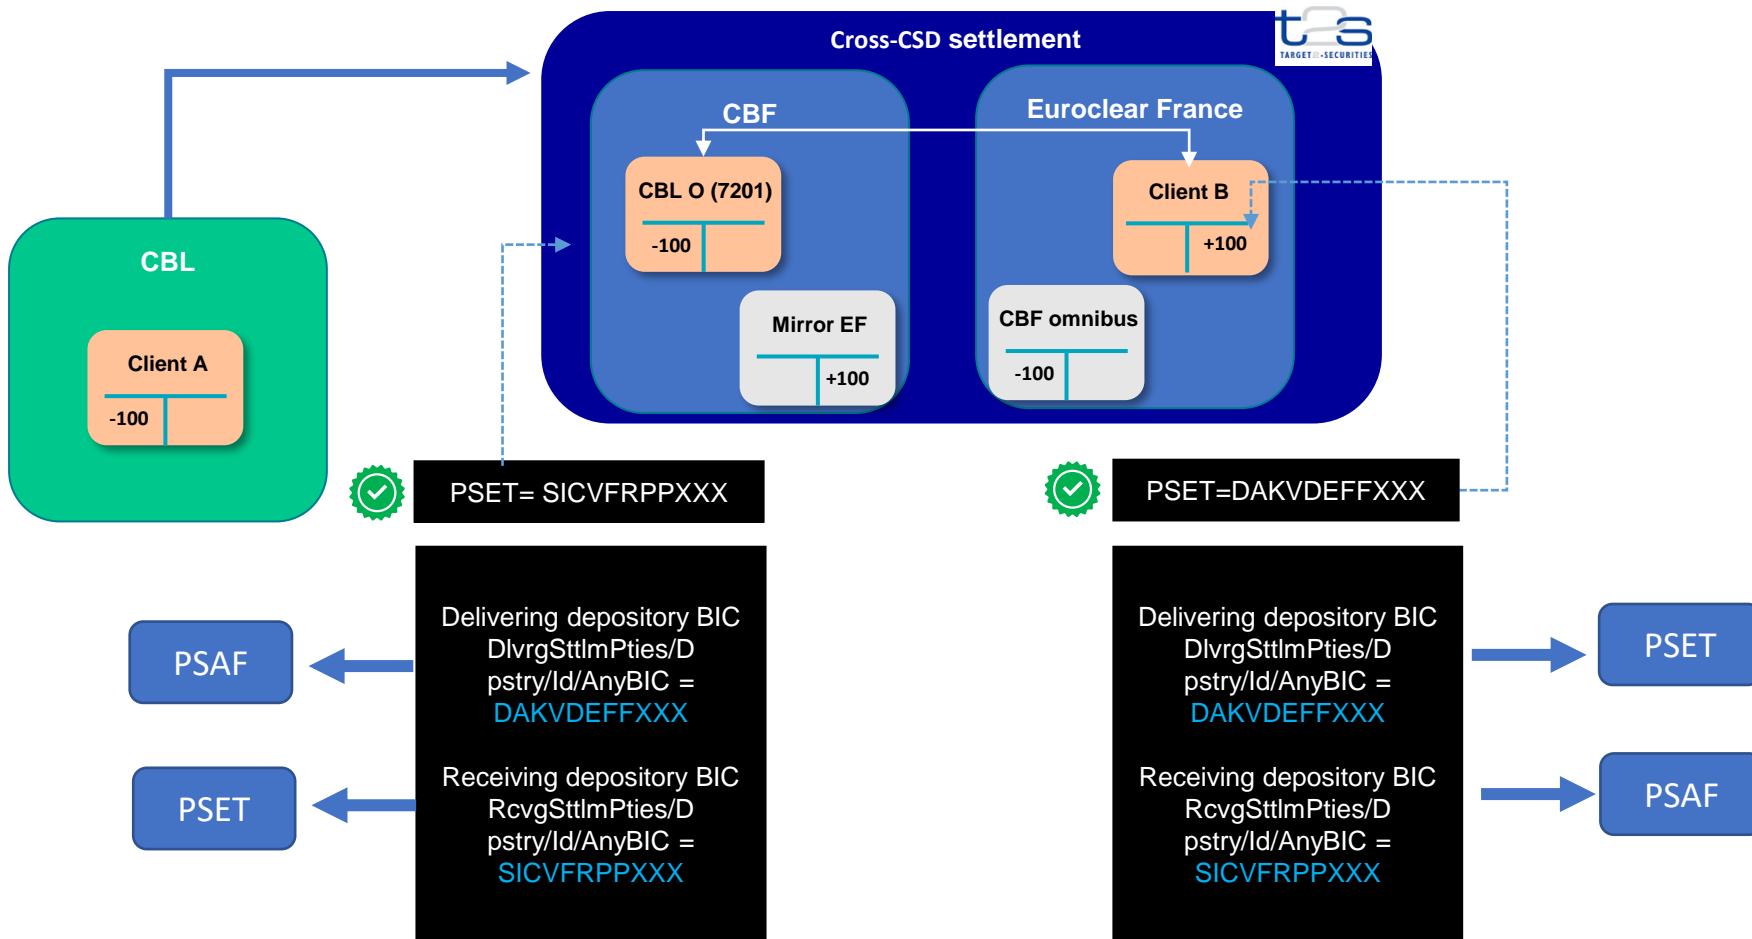 Cross-CSD settlement
t2s
TARGET2-SECURITIES
CBF
Euroclear France
CBL O (7201)
-100
Client B
+100
CBL
Client A
-100
Mirror EF
+100
CBF omnibus
-100
PSET= SICVFRPPXXX
PSET=DAKVDEFFXXX
Delivering depository BIC
DlvrgSttlmPties/D
pstry/Id/AnyBIC =
DAKVDEFFXXX
Receiving depository BIC
RcvgSttlmPties/D
pstry/Id/AnyBIC =
SICVFRPPXXX
PSAF
PSET
Delivering depository BIC
DlvrgSttlmPties/D
pstry/Id/AnyBIC =
DAKVDEFFXXX
Receiving depository BIC
RcvgSttlmPties/D
pstry/Id/AnyBIC =
SICVFRPPXXX
PSET
PSAF